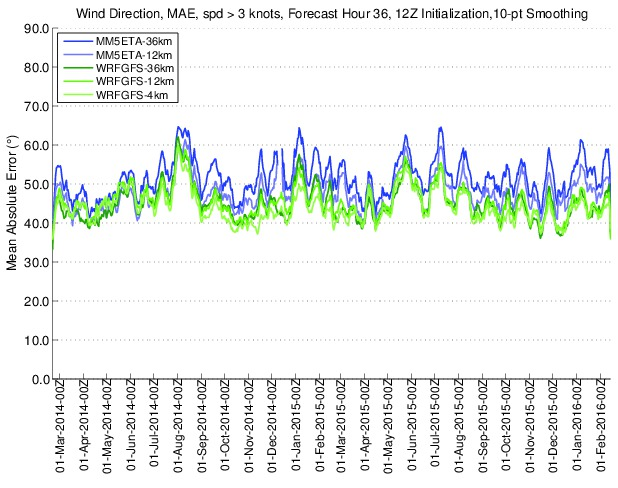 Wind Direction, MAE, spd > 3 knots, Forecast Hour 36, 12Z Initialization,10-pt Smoothing
90.0
80.0
70.0
60.0
50.0
40.0
30.0
20.0
10.0
0.0
Mean Absolute Error (°)
MM5ETA-36km
MM5ETA-12km
WRFGFS-36km
WRFGFS-12km
WRFGFS-4km
01-Mar-2014-00Z
01-Apr-2014-00Z
01-May-2014-00Z
01-Jun-2014-00Z
01-Jul-2014-00Z
01-Aug-2014-00Z
01-Sep-2014-00Z
01-Oct-2014-00Z
01-Nov-2014-00Z
01-Dec-2014-00Z
01-Jan-2015-00Z
01-Feb-2015-00Z
01-Mar-2015-00Z
01-Apr-2015-00Z
01-May-2015-00Z
01-Jun-2015-00Z
01-Jul-2015-00Z
01-Aug-2015-00Z
01-Sep-2015-00Z
01-Oct-2015-00Z
01-Nov-2015-00Z
01-Dec-2015-00Z
01-Jan-2016-00Z
01-Feb-2016-00Z